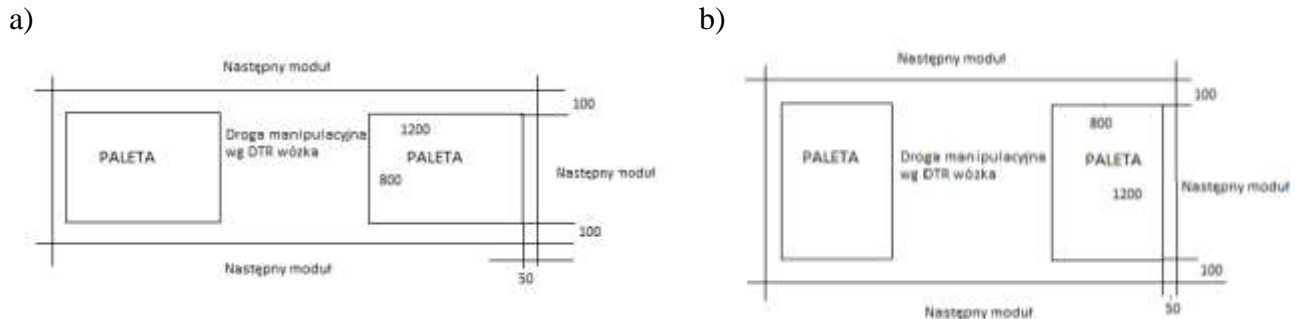 a)
Następny moduł
100
PALETA
Droga manipulacyjna
wg DTR wózka
1200
PALETA
800
Następny moduł
100
Następny moduł
50
b)
Następny moduł
100
PALETA
Droga manipulacyjna
wg DTR wózka
800
PALETA
1200
Następny moduł
100
Następny moduł
50